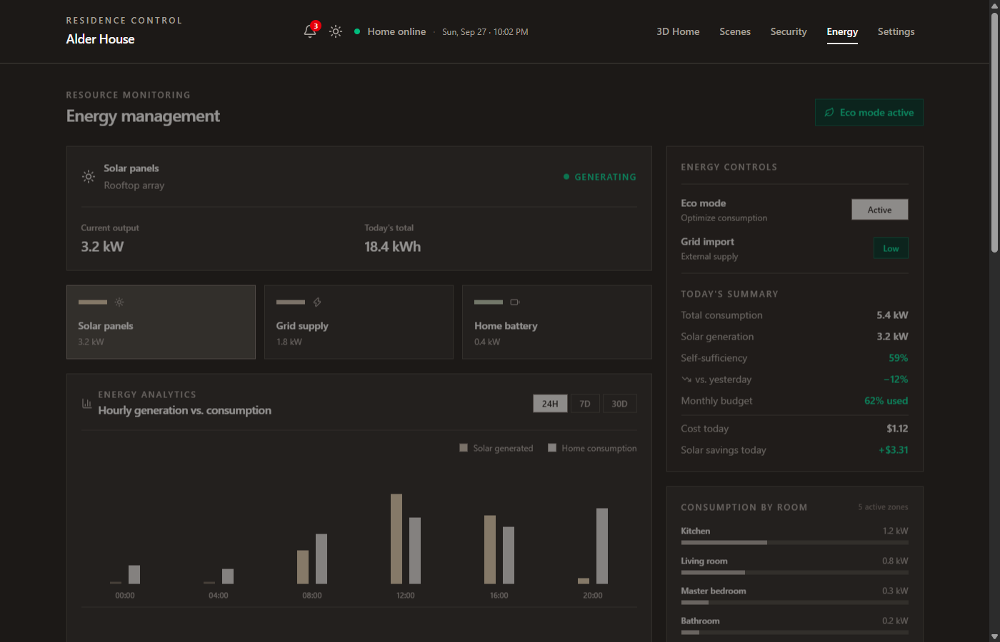 RESIDENCE CONTROL
Alder House
3
Home online · Sun, Sep 27 · 10:02 PM
3D Home
Scenes
Security
Energy
Settings
RESOURCE MONITORING
Energy management
Eco mode active
Solar panels
Rooftop array
GENERATING
Current output
3.2 kW
Today's total
18.4 kWh
Solar panels
3.2 kW
Grid supply
1.8 kW
Home battery
0.4 kW
ENERGY ANALYTICS
Hourly generation vs. consumption
24H
7D
30D
Solar generated
Home consumption
00:00
04:00
08:00
12:00
16:00
20:00
ENERGY CONTROLS
Eco mode
Optimize consumption
Active
Grid import
External supply
Low
TODAY'S SUMMARY
Total consumption 5.4 kW
Solar generation 3.2 kW
Self-sufficiency 59%
vs. yesterday −12%
Monthly budget 62% used
Cost today $1.12
Solar savings today +$3.31
CONSUMPTION BY ROOM
5 active zones
Kitchen 1.2 kW
Living room 0.8 kW
Master bedroom 0.3 kW
Bathroom 0.2 kW